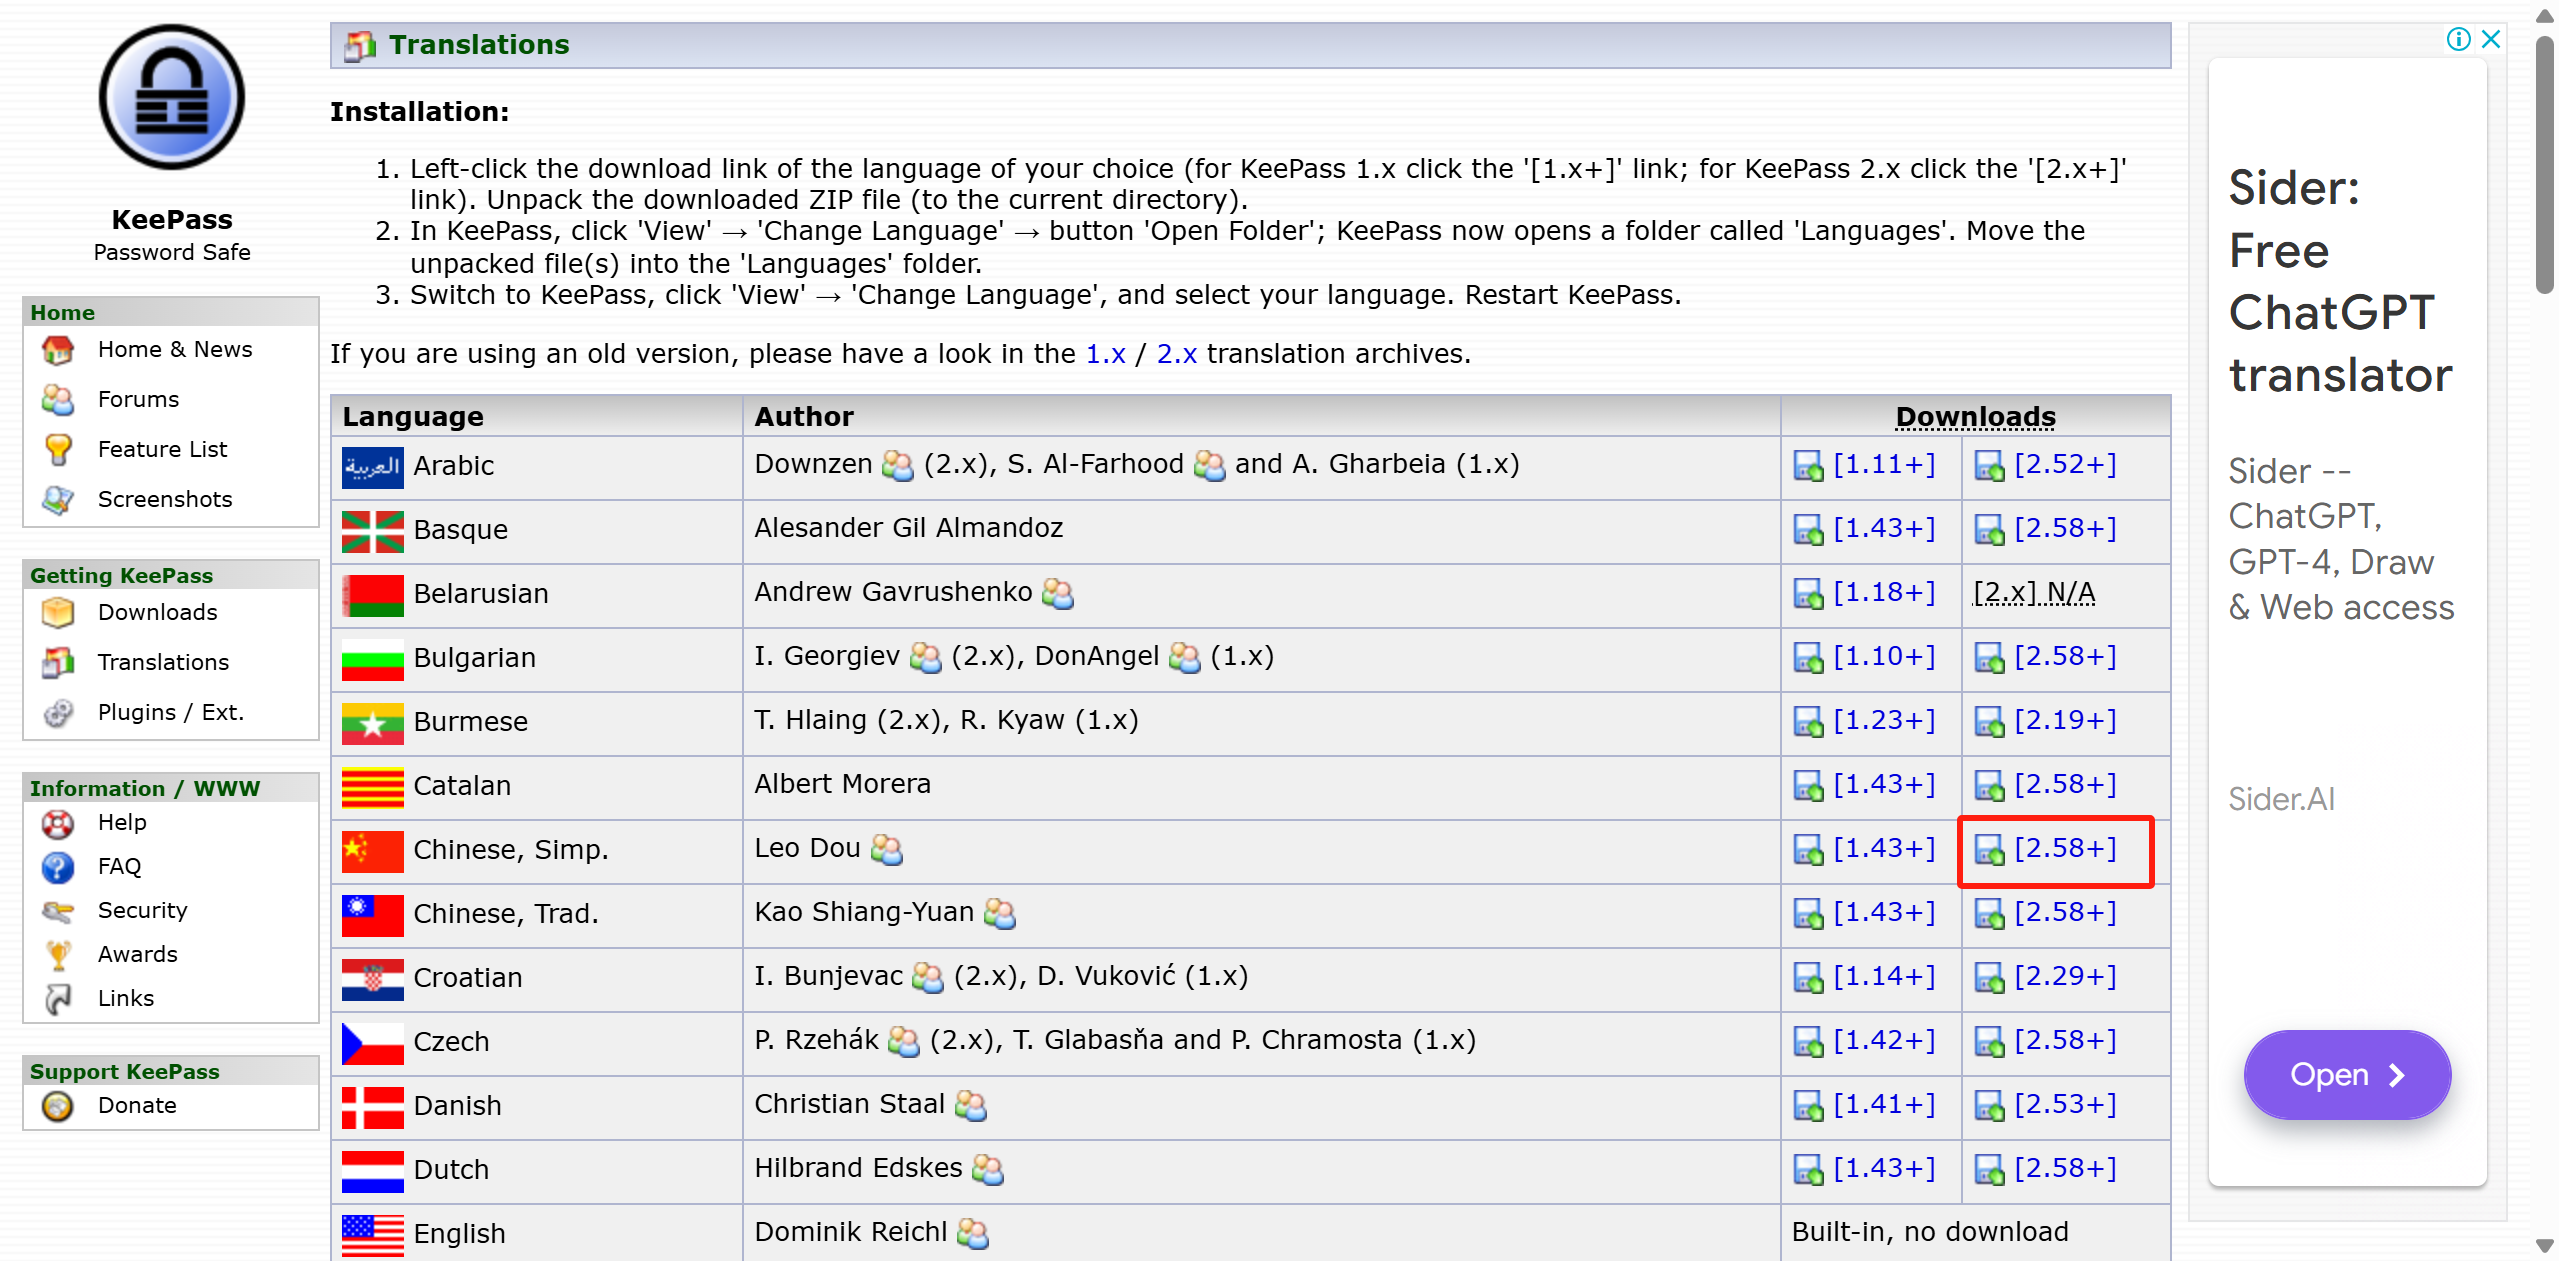 KeePass
Password Safe
Home
Home & News
Forums
Feature List
Screenshots
Getting KeePass
Downloads
Translations
Plugins / Ext.
Information / WWW
Help
FAQ
Security
Awards
Links
Support KeePass
Donate
Translations
Installation:
1. Left-click the download link of the language of your choice (for KeePass 1.x click the '[1.x+]' link; for KeePass 2.x click the '[2.x+]'
link). Unpack the downloaded ZIP file (to the current directory).
2. In KeePass, click 'View' → 'Change Language' → button 'Open Folder'; KeePass now opens a folder called 'Languages'. Move the
unpacked file(s) into the 'Languages' folder.
3. Switch to KeePass, click 'View' → 'Change Language', and select your language. Restart KeePass.
If you are using an old version, please have a look in the 1.x / 2.x translation archives.
Language Author Downloads
العربية Arabic Downzen (2.x), S. Al-Farhood and A. Gharbeia (1.x) [1.11+] [2.52+]
Basque Alesander Gil Almandoz [1.43+] [2.58+]
Belarusian Andrew Gavrushenko [1.18+] [2.x] N/A
Bulgarian I. Georgiev (2.x), DonAngel (1.x) [1.10+] [2.58+]
Burmese T. Hlaing (2.x), R. Kyaw (1.x) [1.23+] [2.19+]
Catalan Albert Morera [1.43+] [2.58+]
Chinese, Simp. Leo Dou [1.43+] [2.58+]
Chinese, Trad. Kao Shiang-Yuan [1.43+] [2.58+]
Croatian I. Bunjevac (2.x), D. Vuković (1.x) [1.14+] [2.29+]
Czech P. Rzehák (2.x), T. Glabasňa and P. Chramosta (1.x) [1.42+] [2.58+]
Danish Christian Staal [1.41+] [2.53+]
Dutch Hilbrand Edskes [1.43+] [2.58+]
English Dominik Reichl Built-in, no download
Sider:
Free
ChatGPT
translator
Sider --
ChatGPT,
GPT-4, Draw
& Web access
Sider.AI
Open